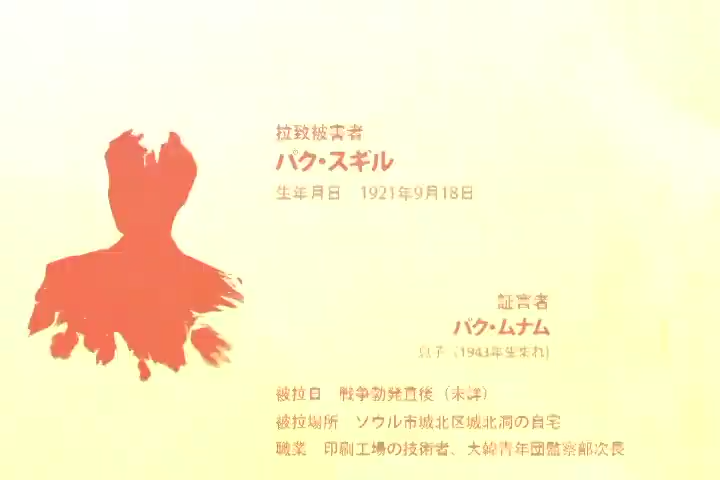 拉致被害者
パク・スギル
生年月日　1921年9月18日
証言者
パク・ムナム
息子（1943年生まれ）
被拉日　戦争勃発直後（未詳）
被拉場所　ソウル市城北区城北洞の自宅
職業　印刷工場の技術者、大韓青年団監察部次長